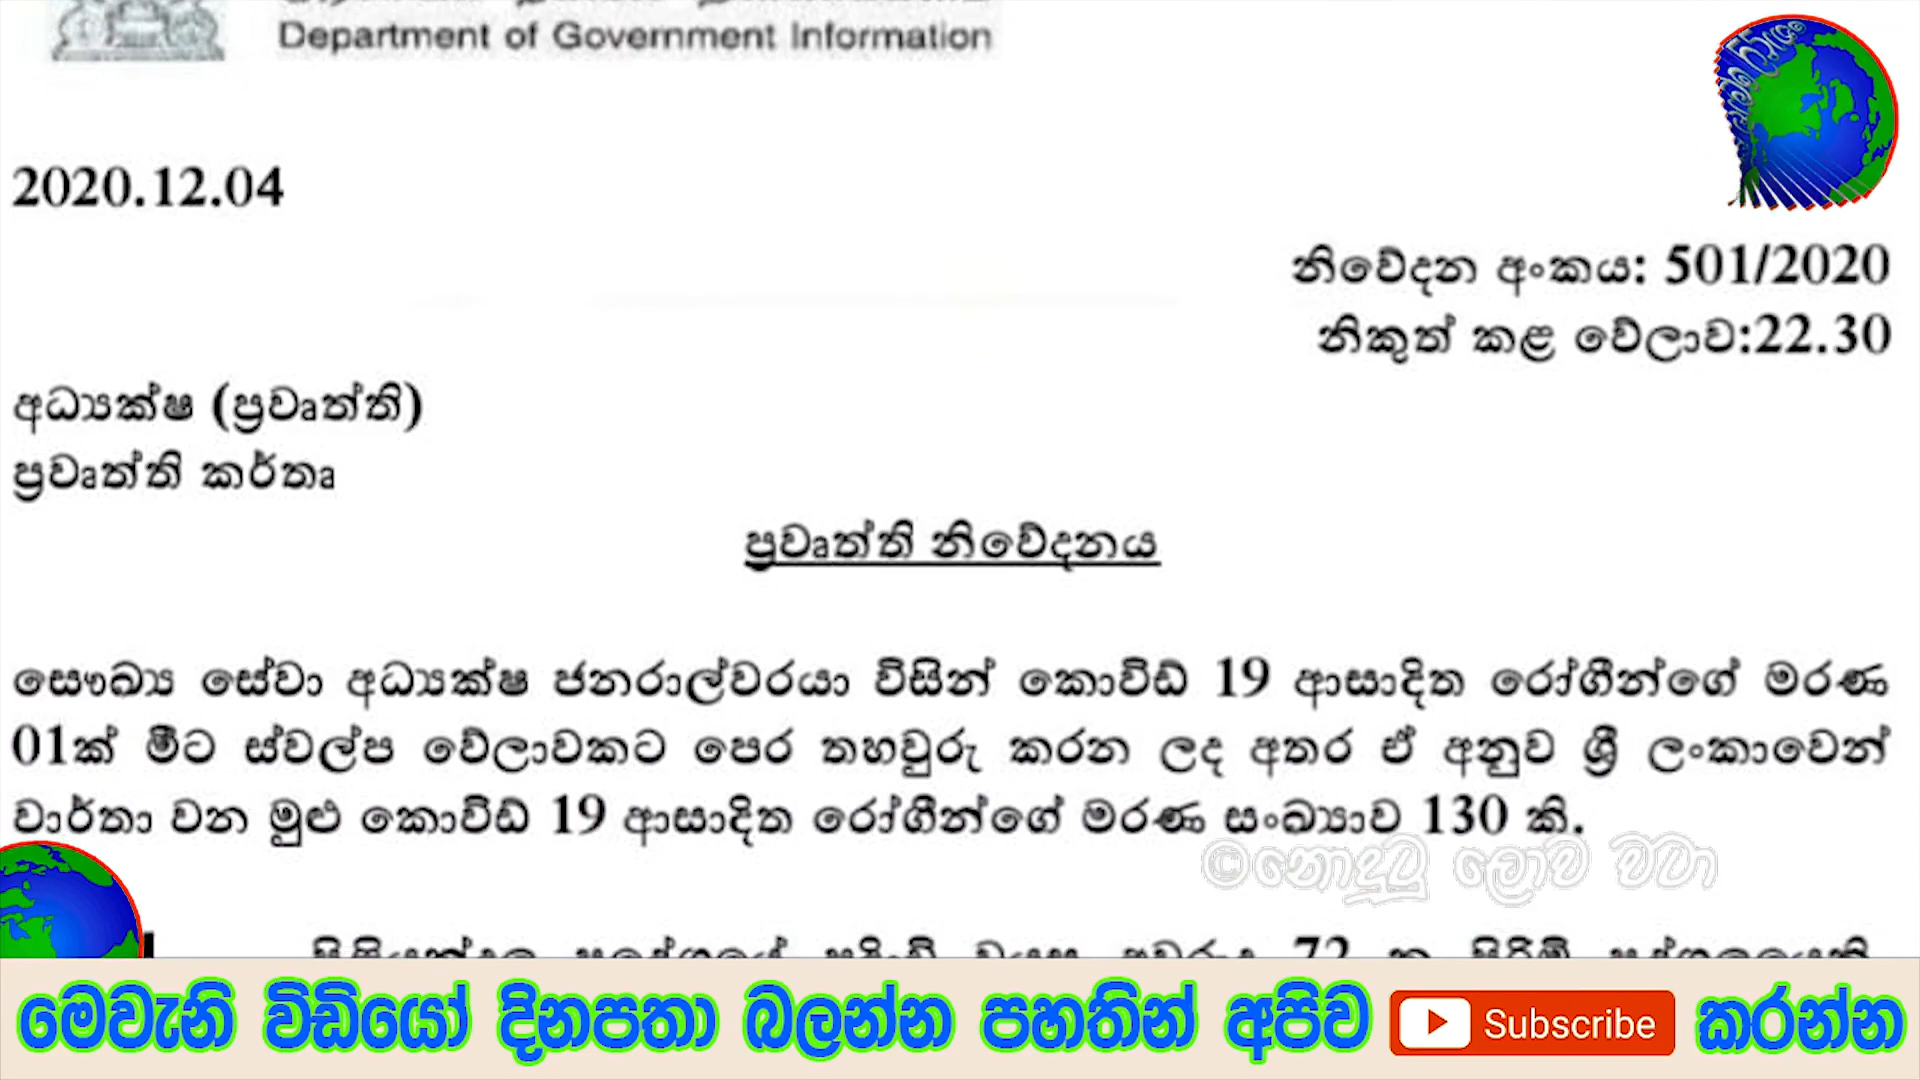 Department of Government Information
2020.12.04
නිවේදන අංකය: 501/2020
නිකුත් කළ වේලාව:22.30
අධ්‍යක්ෂ (ප්‍රවෘත්ති)
ප්‍රවෘත්ති කර්තෘ
ප්‍රවෘත්ති නිවේදනය
සෞඛ්‍ය සේවා අධ්‍යක්ෂ ජනරාල්වරයා විසින් කොවිඩ් 19 ආසාදිත රෝගීන්ගේ මරණ
01ක් මීට ස්වල්ප වේලාවකට පෙර තහවුරු කරන ලද අතර ඒ අනුව ශ්‍රී ලංකාවෙන්
වාර්තා වන මුළු කොවිඩ් 19 ආසාදිත රෝගීන්ගේ මරණ සංඛ්‍යාව 130 කි.
©නොදුටු ලොව වටා
72
මෙවැනි විඩියෝ දිනපතා බලන්න පහතින් අපිව Subscribe කරන්න